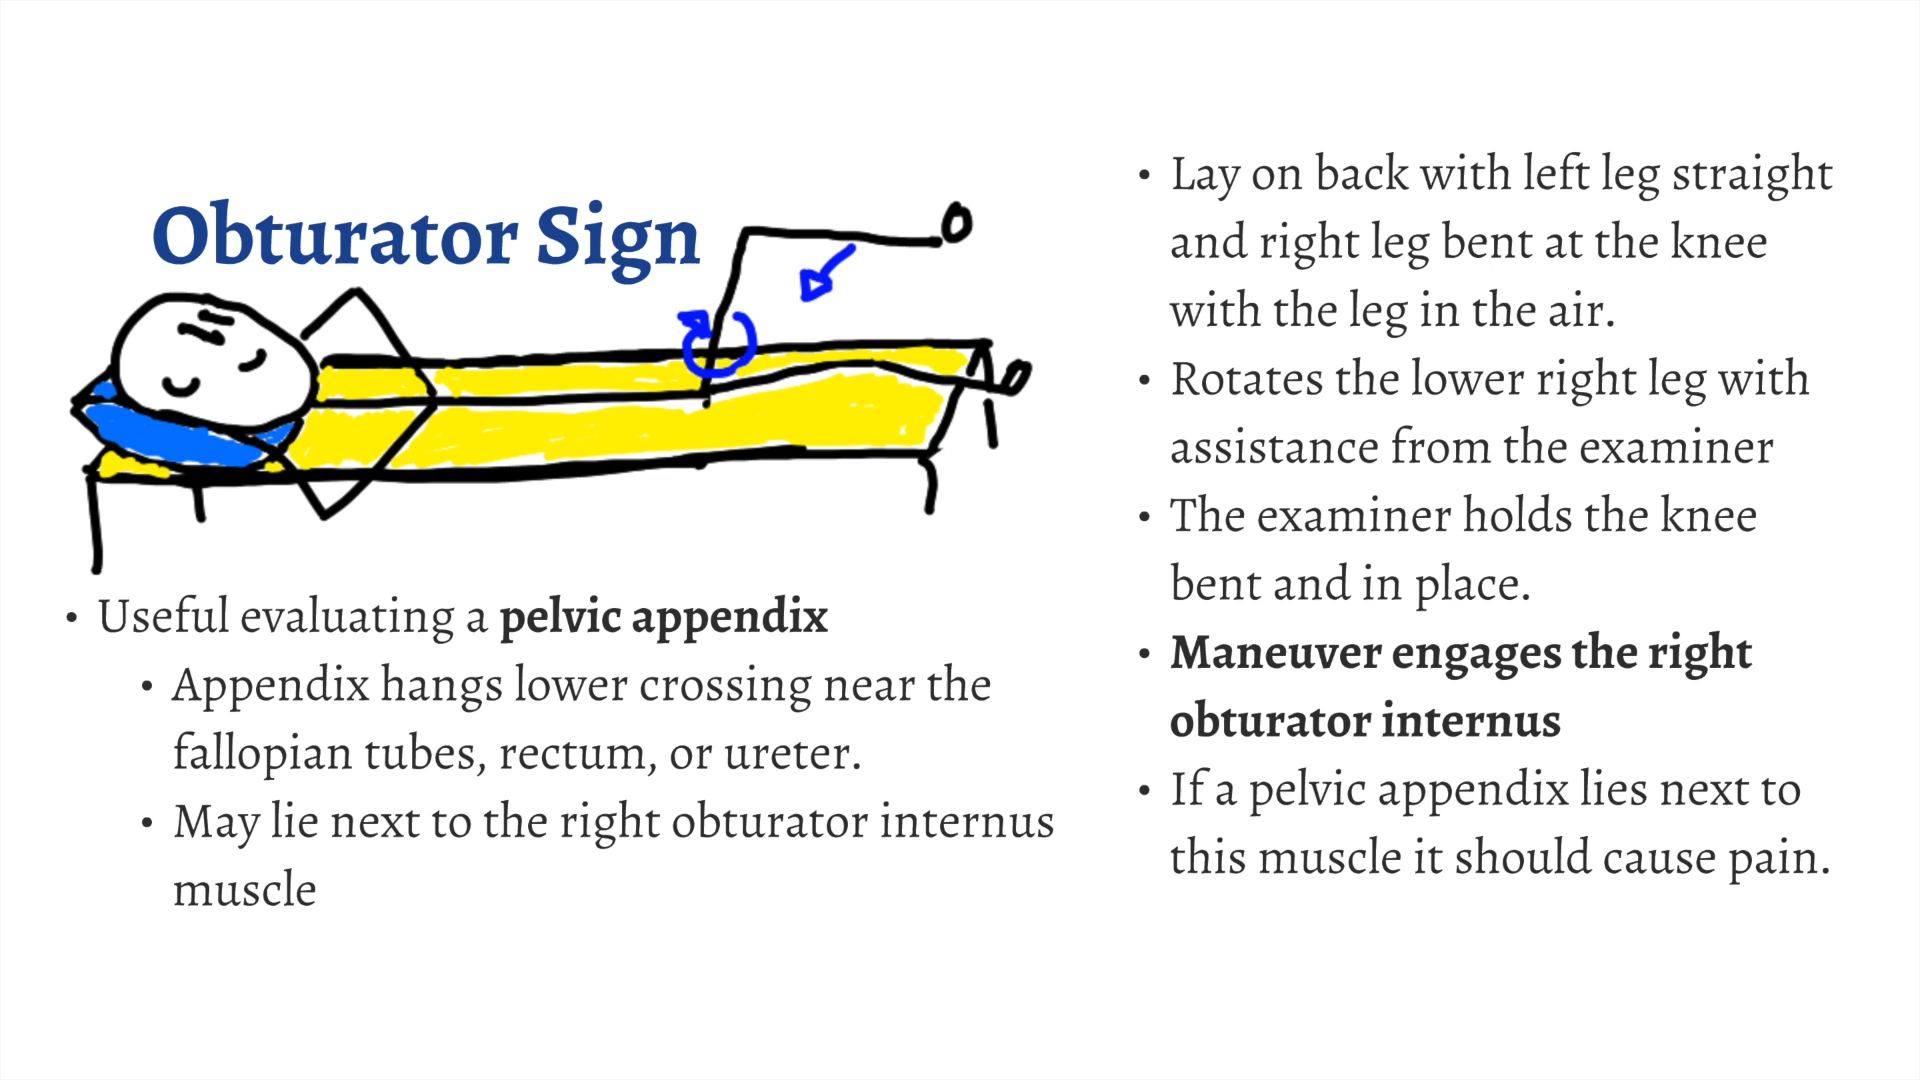 Obturator Sign
• Useful evaluating a pelvic appendix
• Appendix hangs lower crossing near the
fallopian tubes, rectum, or ureter.
• May lie next to the right obturator internus
muscle
• Lay on back with left leg straight
and right leg bent at the knee
with the leg in the air.
• Rotates the lower right leg with
assistance from the examiner
• The examiner holds the knee
bent and in place.
• Maneuver engages the right
obturator internus
• If a pelvic appendix lies next to
this muscle it should cause pain.